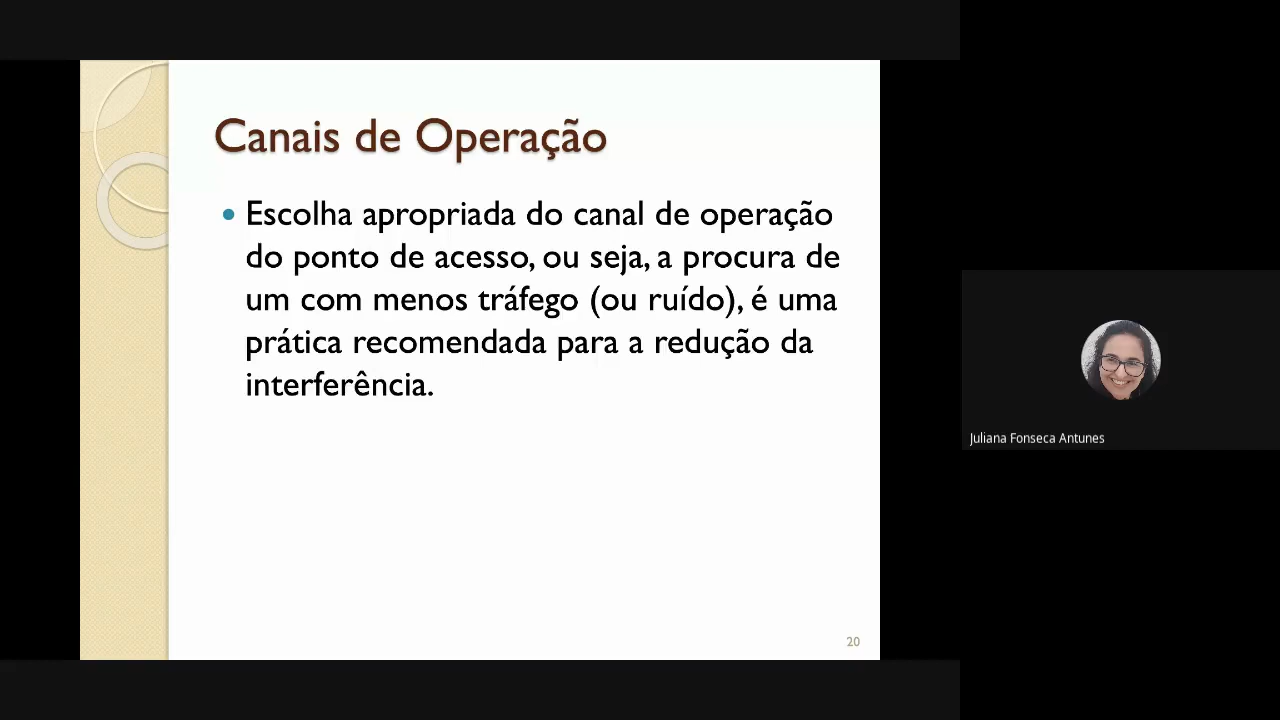 Canais de Operação
• Escolha apropriada do canal de operação
do ponto de acesso, ou seja, a procura de
um com menos tráfego (ou ruído), é uma
prática recomendada para a redução da
interferência.
20
Juliana Fonseca Antunes